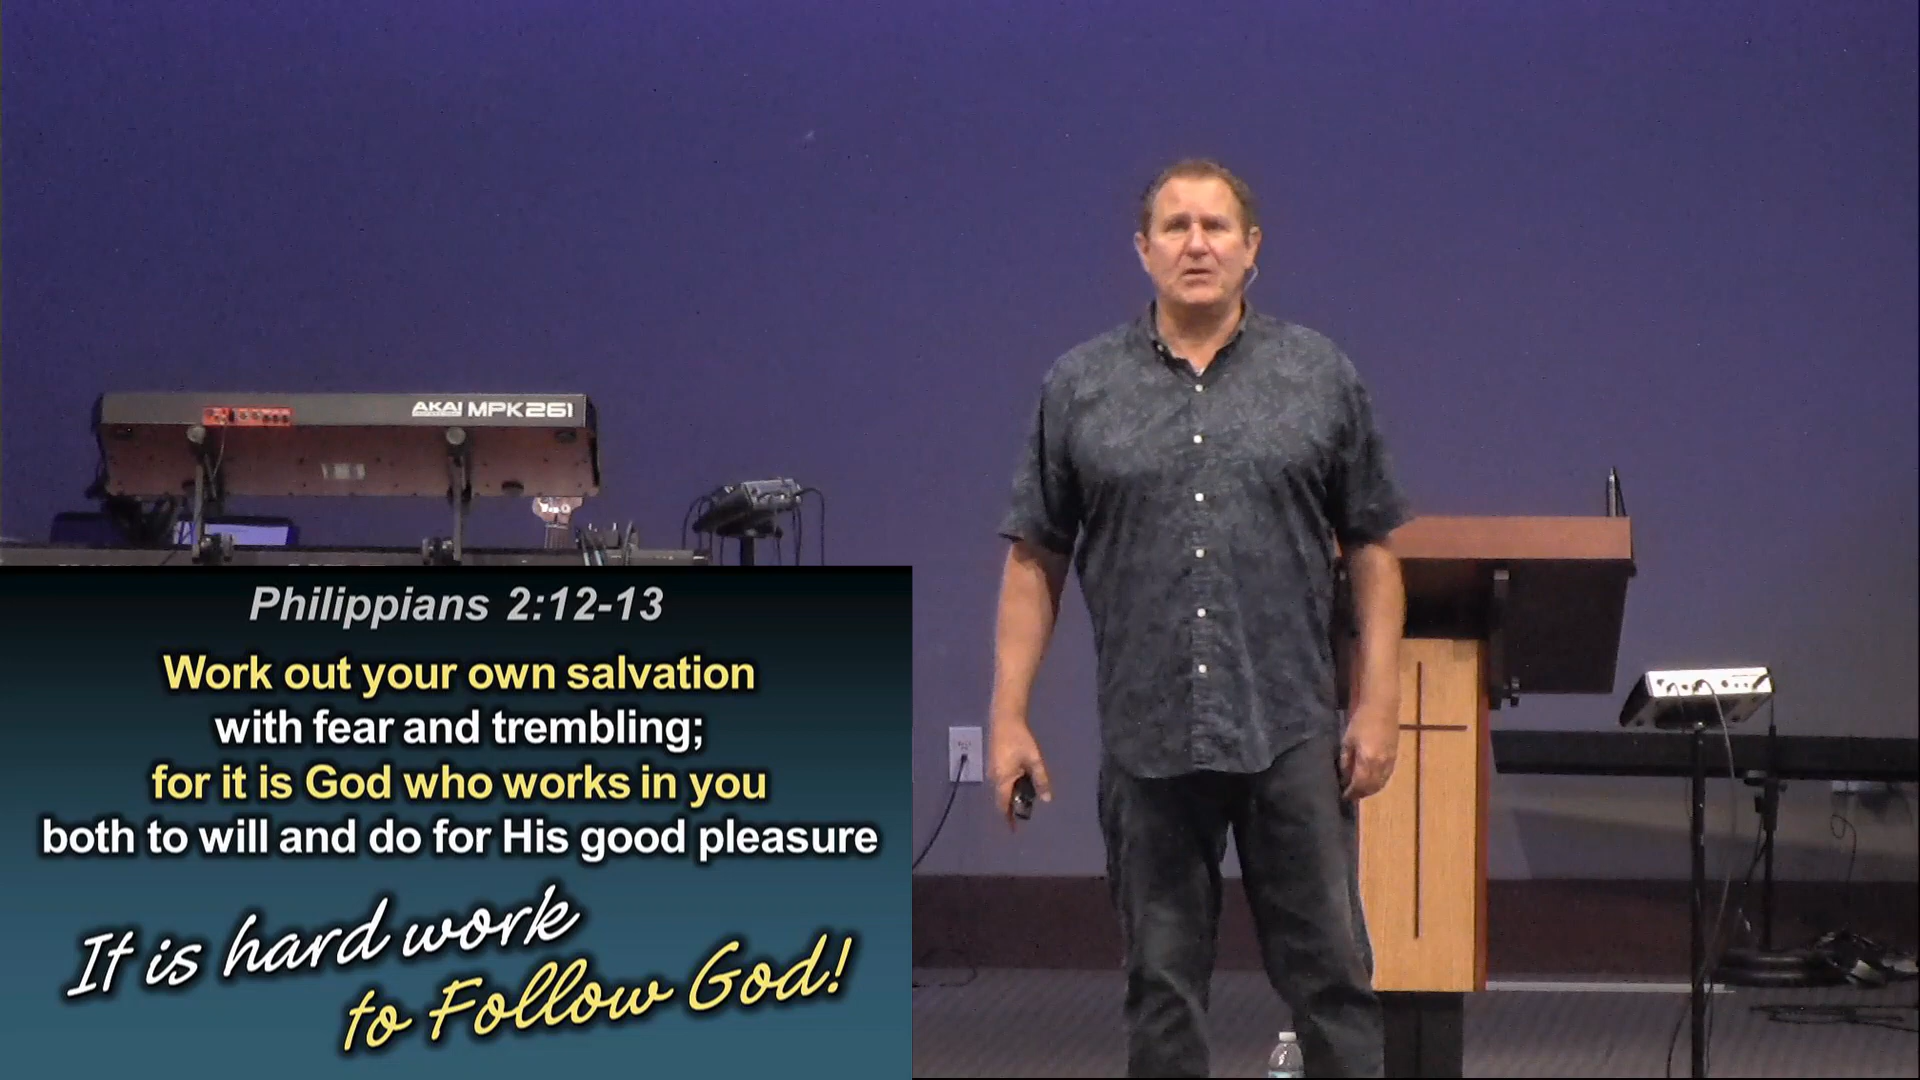 AKAI MPK261
Philippians 2:12-13
Work out your own salvation
with fear and trembling;
for it is God who works in you
both to will and do for His good pleasure
It is hard work
to Follow God!